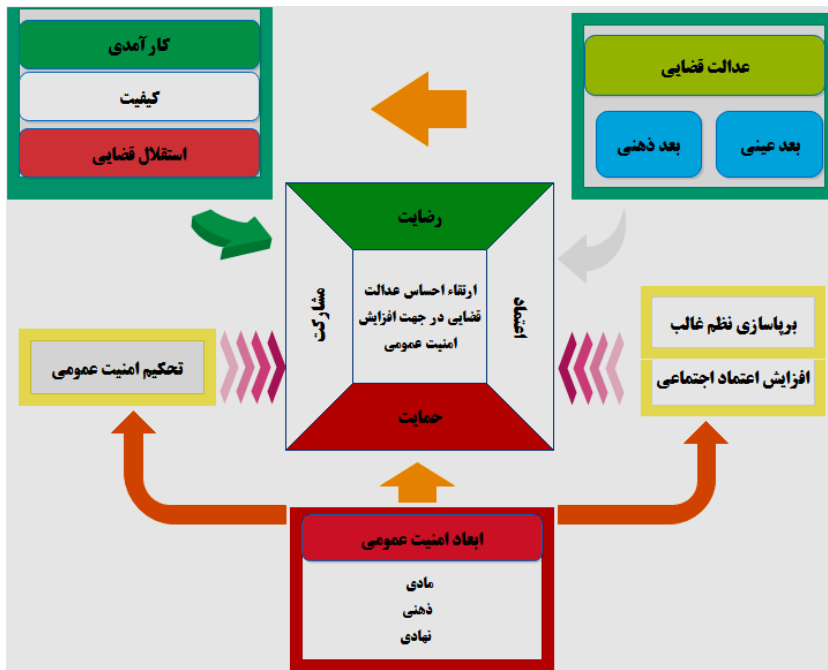 عدالت قضایی
بعد عینی
بعد ذهنی
کارآمدی
کیفیت
استقلال قضایی
رضایت
اعتماد
ارتقاء احساس عدالت
قضایی در جهت افزایش
امنیت عمومی
مشارکت
حمایت
برپاسازی نظم غالب
افزایش اعتماد اجتماعی
تحکیم امنیت عمومی
ابعاد امنیت عمومی
مادی
ذهنی
نهادی